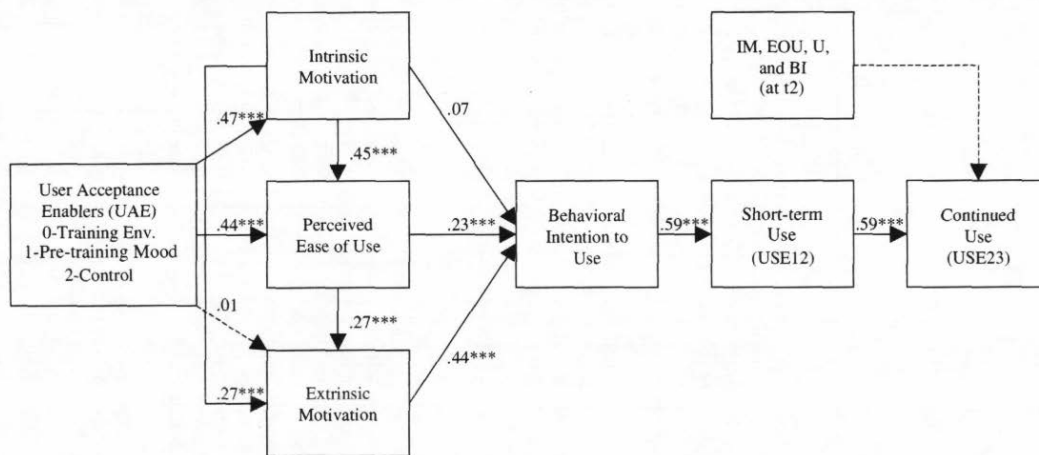 Intrinsic
Motivation
IM, EOU, U,
and BI
(at t2)
.07
.47***
.45***
User Acceptance
Enablers (UAE)
0-Training Env.
1-Pre-training Mood
2-Control
.44***
Perceived
Ease of Use
.23***
Behavioral
Intention to
Use
.59***
Short-term
Use
(USE12)
.59***
Continued
Use
(USE23)
.01
.27***
.44***
.27***
Extrinsic
Motivation